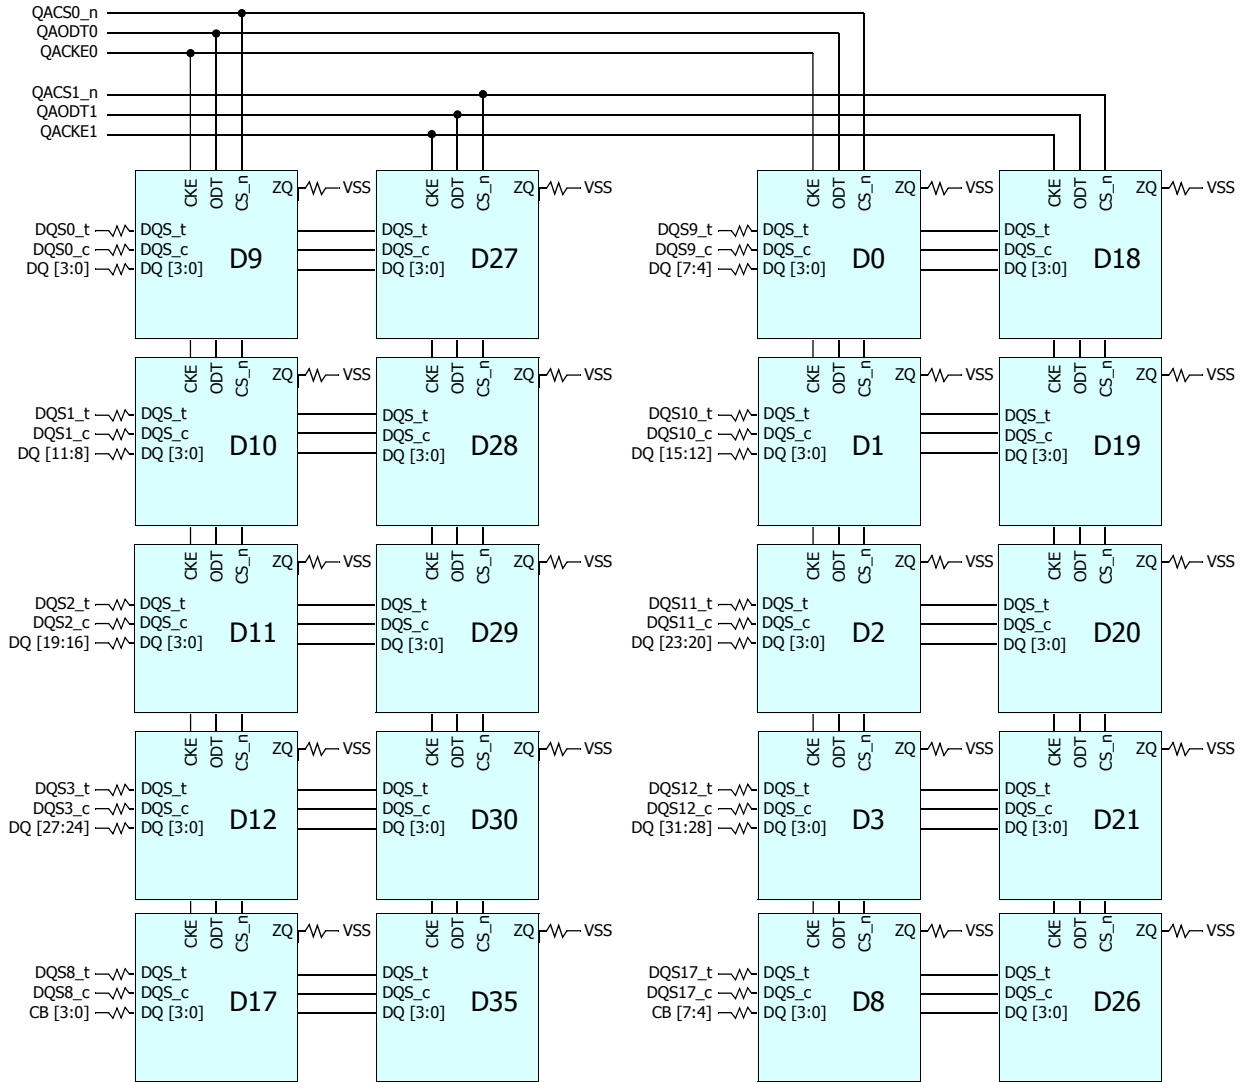 QACS0_n
QAODT0
QACKE0
QACS1_n
QAODT1
QACKE1
CKE ODT CS_n ZQ VSS CKE ODT CS_n ZQ VSS CKE ODT CS_n ZQ VSS CKE ODT CS_n ZQ VSS
DQS0_t DQS_t DQS_t DQS9_t DQS_t DQS_t
DQS0_c DQS_c D9 DQS_c D27 DQS9_c DQS_c D0 DQS_c D18
DQ [3:0] DQ [3:0] DQ [3:0] DQ [7:4] DQ [3:0] DQ [3:0]
CKE ODT CS_n ZQ VSS CKE ODT CS_n ZQ VSS CKE ODT CS_n ZQ VSS CKE ODT CS_n ZQ VSS
DQS1_t DQS_t DQS_t DQS10_t DQS_t DQS_t
DQS1_c DQS_c D10 DQS_c D28 DQS10_c DQS_c D1 DQS_c D19
DQ [11:8] DQ [3:0] DQ [3:0] DQ [15:12] DQ [3:0] DQ [3:0]
CKE ODT CS_n ZQ VSS CKE ODT CS_n ZQ VSS CKE ODT CS_n ZQ VSS CKE ODT CS_n ZQ VSS
DQS2_t DQS_t DQS_t DQS11_t DQS_t DQS_t
DQS2_c DQS_c D11 DQS_c D29 DQS11_c DQS_c D2 DQS_c D20
DQ [19:16] DQ [3:0] DQ [3:0] DQ [23:20] DQ [3:0] DQ [3:0]
CKE ODT CS_n ZQ VSS CKE ODT CS_n ZQ VSS CKE ODT CS_n ZQ VSS CKE ODT CS_n ZQ VSS
DQS3_t DQS_t DQS_t DQS12_t DQS_t DQS_t
DQS3_c DQS_c D12 DQS_c D30 DQS12_c DQS_c D3 DQS_c D21
DQ [27:24] DQ [3:0] DQ [3:0] DQ [31:28] DQ [3:0] DQ [3:0]
CKE ODT CS_n ZQ VSS CKE ODT CS_n ZQ VSS CKE ODT CS_n ZQ VSS CKE ODT CS_n ZQ VSS
DQS8_t DQS_t DQS_t DQS17_t DQS_t DQS_t
DQS8_c DQS_c D17 DQS_c D35 DQS17_c DQS_c D8 DQS_c D26
CB [3:0] DQ [3:0] DQ [3:0] CB [7:4] DQ [3:0] DQ [3:0]